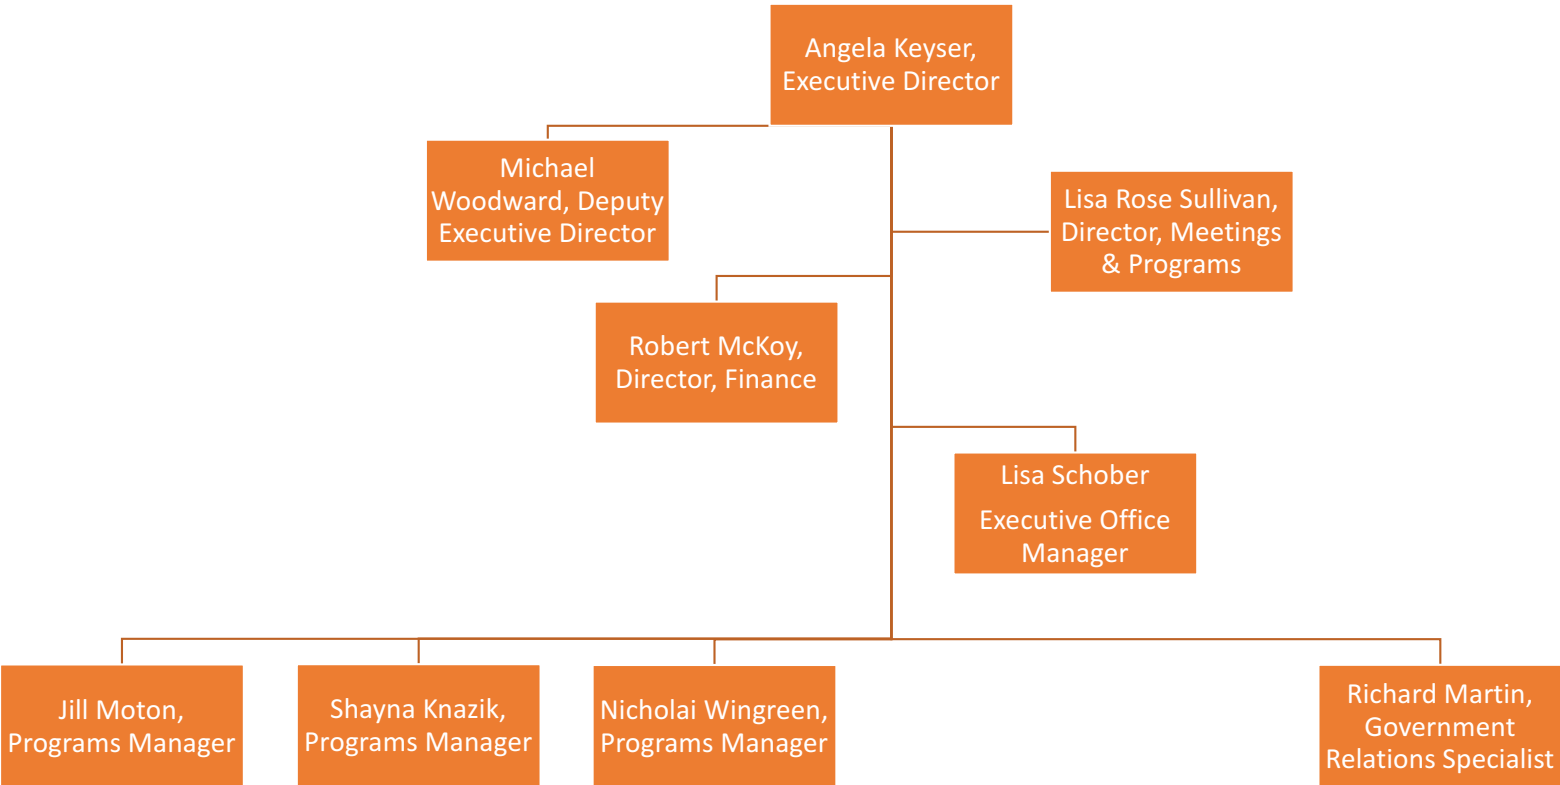 Angela Keyser,
Executive Director
Michael
Woodward, Deputy
Executive Director
Lisa Rose Sullivan,
Director, Meetings
& Programs
Robert McKoy,
Director, Finance
Lisa Schober
Executive Office
Manager
Jill Moton,
Programs Manager
Shayna Knazik,
Programs Manager
Nicholai Wingreen,
Programs Manager
Richard Martin,
Government
Relations Specialist